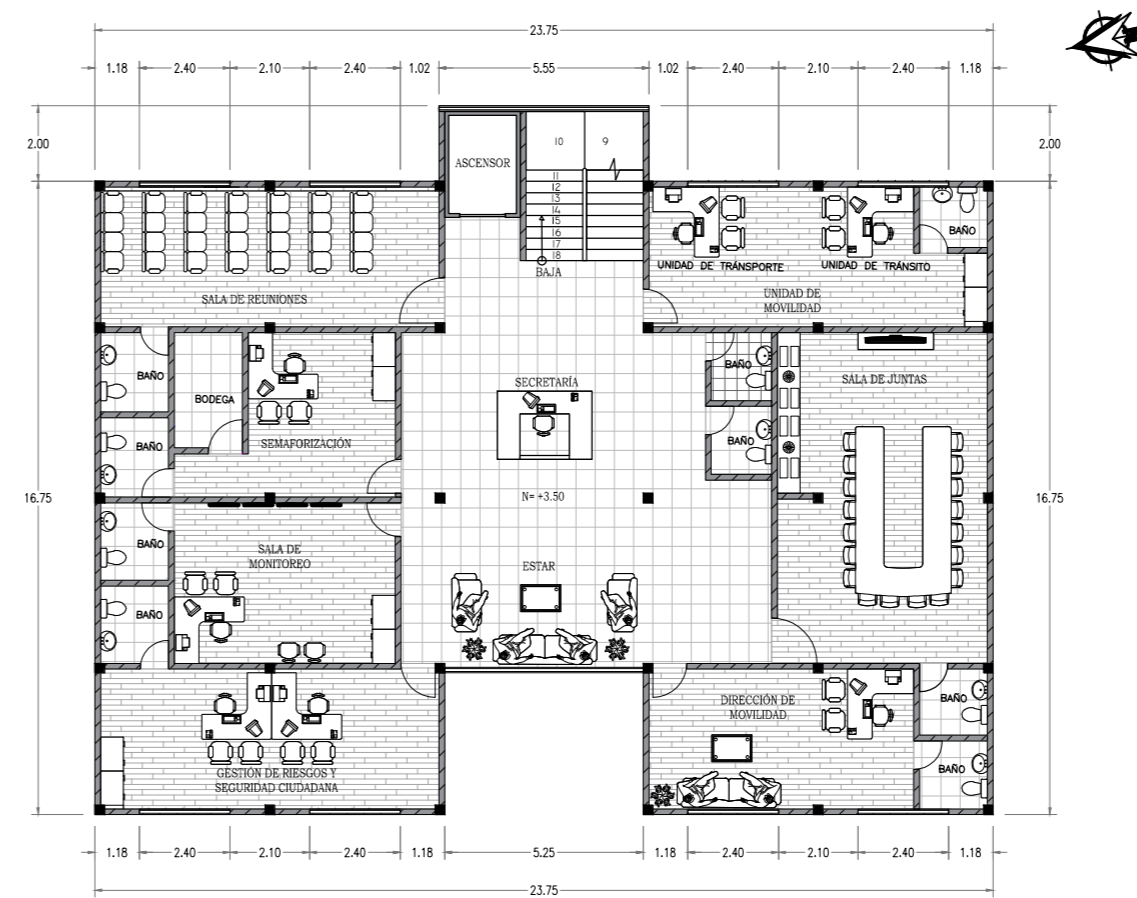 23.75
1.18 2.40 2.10 2.40 1.02 5.55 1.02 2.40 2.10 2.40 1.18
2.00
2.00
ASCENSOR
10 9
11
12
13
14
15
16
17
18
BAJA
BAÑO
UNIDAD DE TRÁNSPORTE
UNIDAD DE TRÁNSITO
SALA DE REUNIONES
UNIDAD DE
MOVILIDAD
BAÑO
BODEGA
SECRETARÍA
BAÑO
SALA DE JUNTAS
BAÑO
SEMAFORIZACIÓN
BAÑO
16.75
N= +3.50
16.75
BAÑO
SALA DE
MONITOREO
ESTAR
BAÑO
DIRECCIÓN DE
MOVILIDAD
BAÑO
GESTIÓN DE RIESGOS Y
SEGURIDAD CIUDADANA
BAÑO
1.18 2.40 2.10 2.40 1.18 5.25 1.18 2.40 2.10 2.40 1.18
23.75